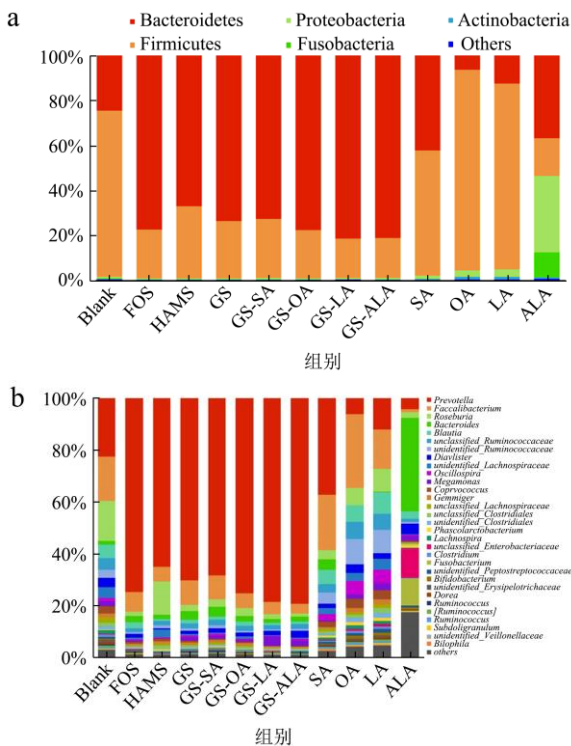 a
Bacteroidetes Proteobacteria Actinobacteria
Firmicutes Fusobacteria Others
100%
80%
60%
40%
20%
0%
Blank FOS HAMS GS GS-SA GS-OA GS-LA GS-ALA SA OA LA ALA
组别
b
100%
80%
60%
40%
20%
0%
Prevotella
Faecalibacterium
Roseburia
Bacteroides
Blautia
unclassified_Ruminococcaceae
unidentified_Ruminococcaceae
Dialvlister
unidentified_Lachnospiraceae
Oscillospira
Megamonas
Coprvococcus
Gemmiger
unclassified_Lachnospiraceae
unclassified_Clostridiales
unidentified_Clostridiales
Phascolarctobacterium
Lachnospira
unclassified_Enterobacteriaceae
Clostridium
Fusobacterium
unidentified_Peptostreptococcaceae
Bifidobacterium
unidentified_Erysipelotrichaceae
Dorea
Ruminococcus
[Ruminococcus]
Ruminococcus
Subdoligranulum
unidentified_Veillonellaceae
Bilophila
others
Blank FOS HAMS GS GS-SA GS-OA GS-LA GS-ALA SA OA LA ALA
组别